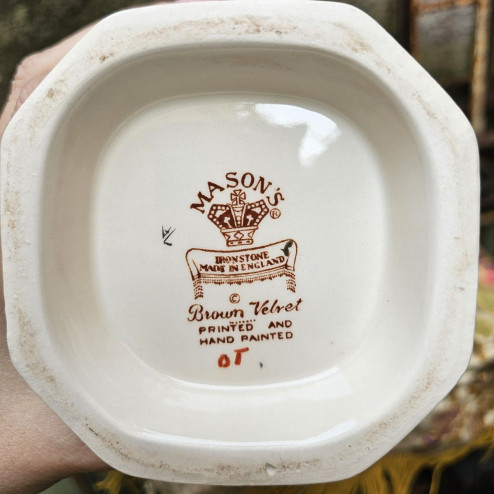 MASON'S
®
IRONSTONE
MADE IN ENGLAND
©
Brown Velvet
PRINTED AND
HAND PAINTED
OT